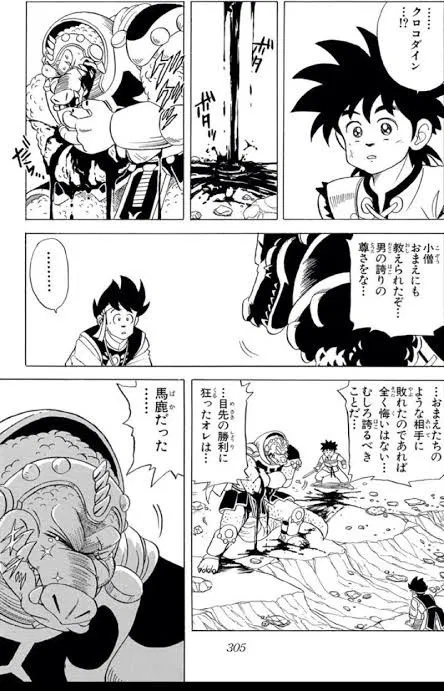 クロコダイン
……!?
ボタ
ボタ
小僧
おまえにも
教えられたぞ…
男の誇りの
尊さをな…
………
…おまえたちの
ような相手に
敗れたのであれば
全く悔いはない…
むしろ誇るべき
ことだ…
…目先の勝利に
狂ったオレは…
馬鹿だった
……
305